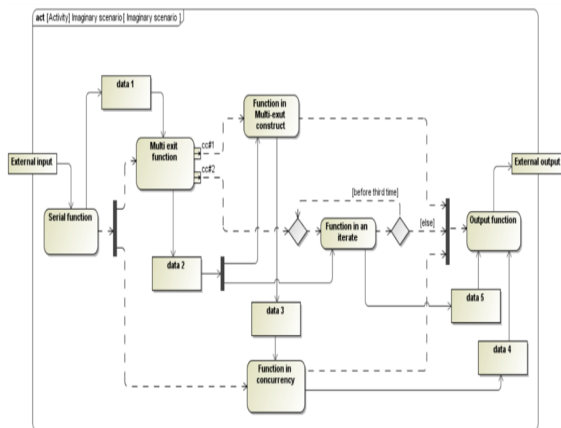 act [Activity] Imaginary scenario [ Imaginary scenario ]
data 1
Function in
Multi-exut
construct
Multi exit
function
cc#1
cc#2
External input
External output
[before third time]
Serial function
Function in an
iterate
[else]
Output function
data 2
data 3
data 5
data 4
Function in
concurrency